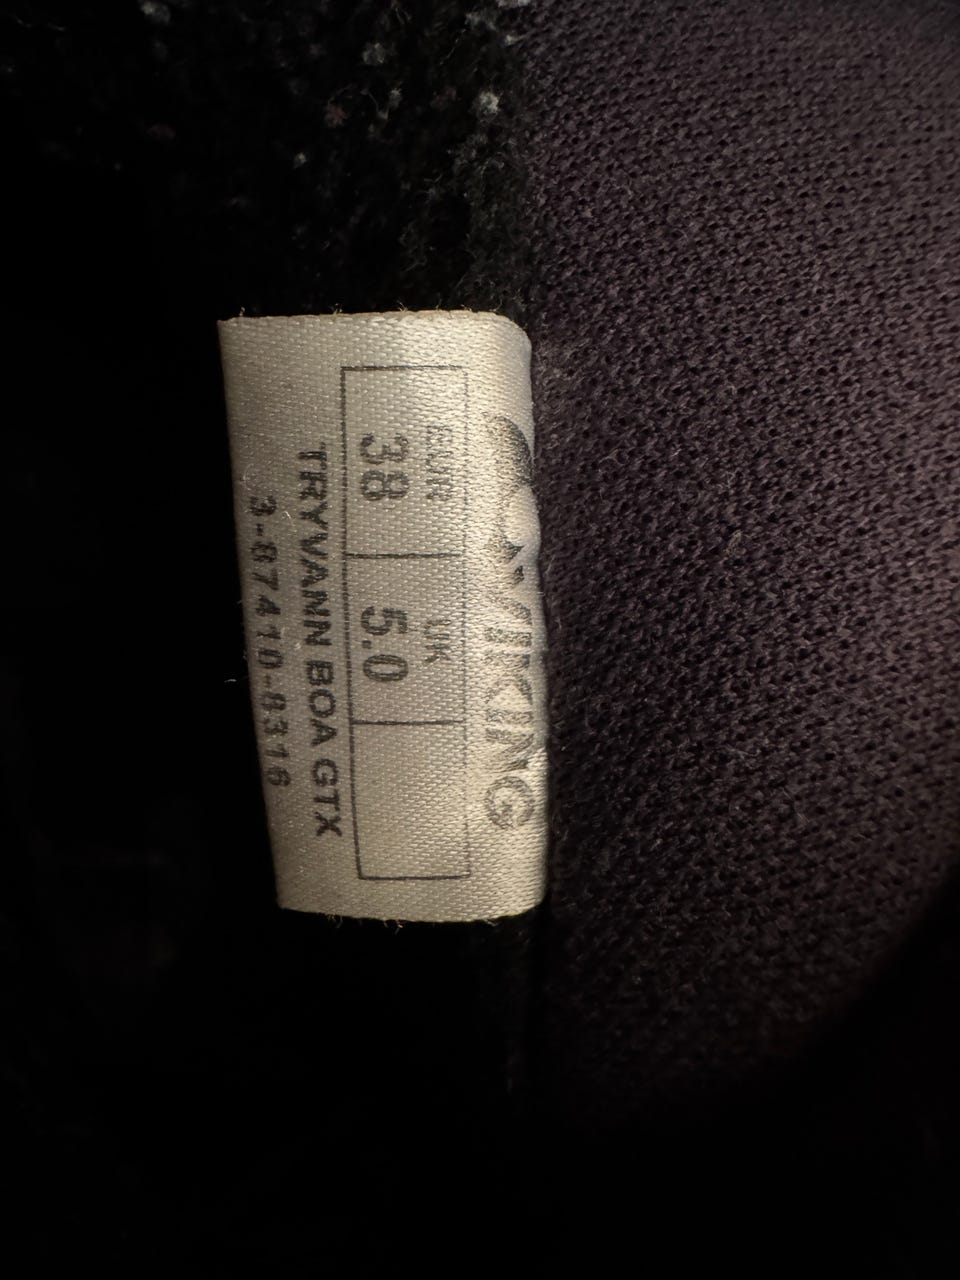 VIKING
EUR UK
38 5.0
TRYVANN BOA GTX
3-87410-8316